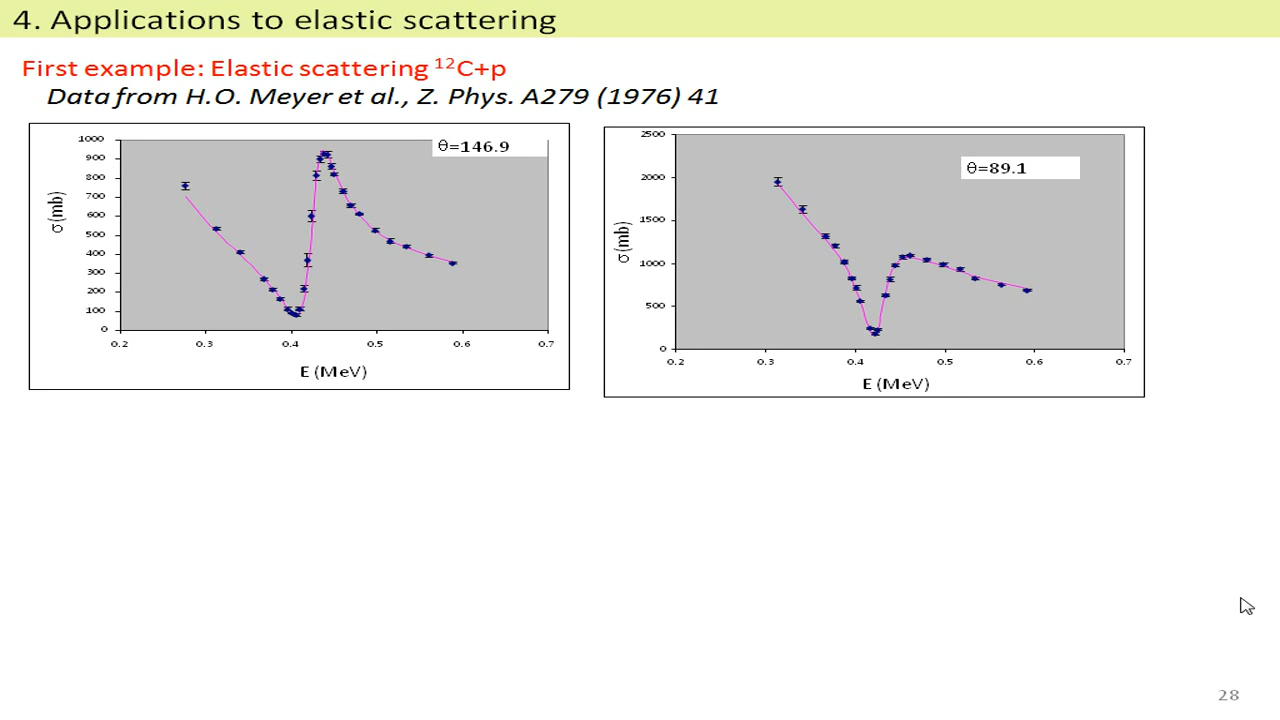 4. Applications to elastic scattering
First example: Elastic scattering ¹²C+p
Data from H.O. Meyer et al., Z. Phys. A279 (1976) 41
θ=146.9
σ(mb)
1000
900
800
700
600
500
400
300
200
100
0
0.2 0.3 0.4 0.5 0.6 0.7
E (MeV)
θ=89.1
σ(mb)
2500
2000
1500
1000
500
0
0.2 0.3 0.4 0.5 0.6 0.7
E (MeV)
28